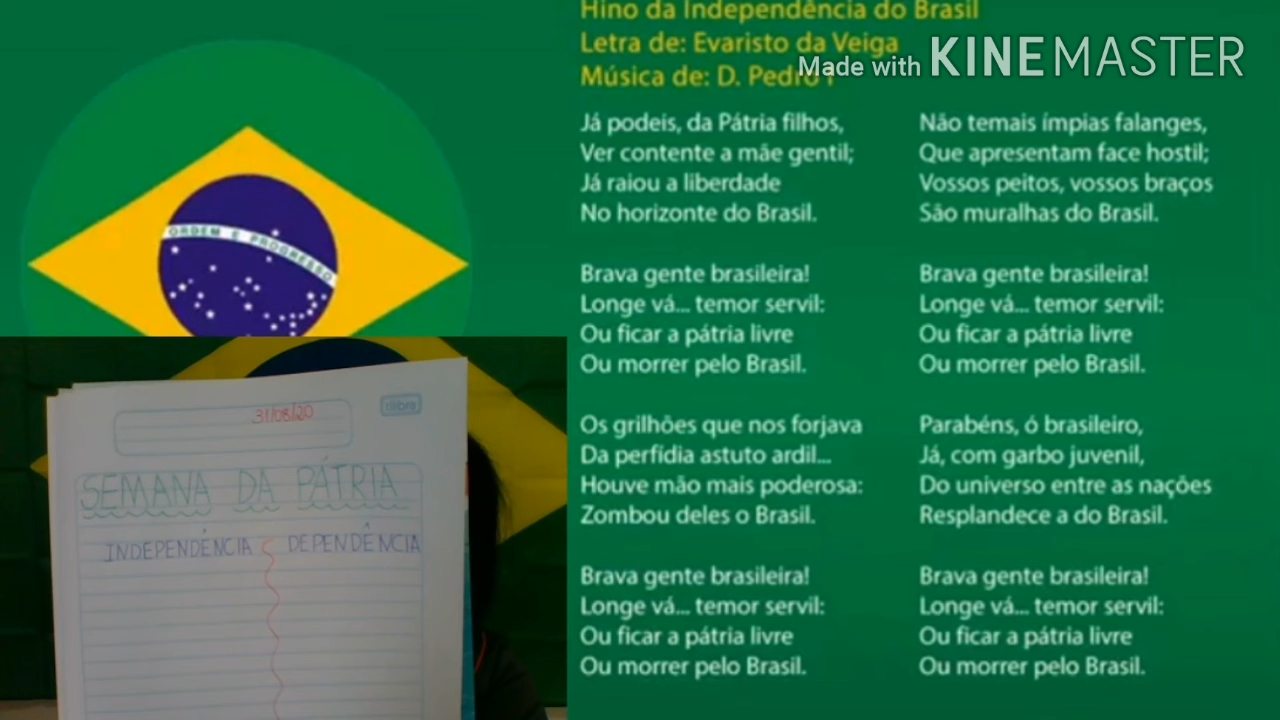 Hino da Independência do Brasil
Letra de: Evaristo da Veiga
Música de: D. Pedro I
Made with KINEMASTER
Já podeis, da Pátria filhos,
Ver contente a mãe gentil;
Já raiou a liberdade
No horizonte do Brasil.
Brava gente brasileira!
Longe vá... temor servil:
Ou ficar a pátria livre
Ou morrer pelo Brasil.
Os grilhões que nos forjava
Da perfídia astuto ardil...
Houve mão mais poderosa:
Zombou deles o Brasil.
Brava gente brasileira!
Longe vá... temor servil:
Ou ficar a pátria livre
Ou morrer pelo Brasil.
Não temais ímpias falanges,
Que apresentam face hostil;
Vossos peitos, vossos braços
São muralhas do Brasil.
Brava gente brasileira!
Longe vá... temor servil:
Ou ficar a pátria livre
Ou morrer pelo Brasil.
Parabéns, ó brasileiro,
Já, com garbo juvenil,
Do universo entre as nações
Resplandece a do Brasil.
Brava gente brasileira!
Longe vá... temor servil:
Ou ficar a pátria livre
Ou morrer pelo Brasil.
ORDEM E PROGRESSO
31/08/20
tilibra
SEMANA DA PÁTRIA
INDEPENDÊNCIA
DEPENDÊNCIA